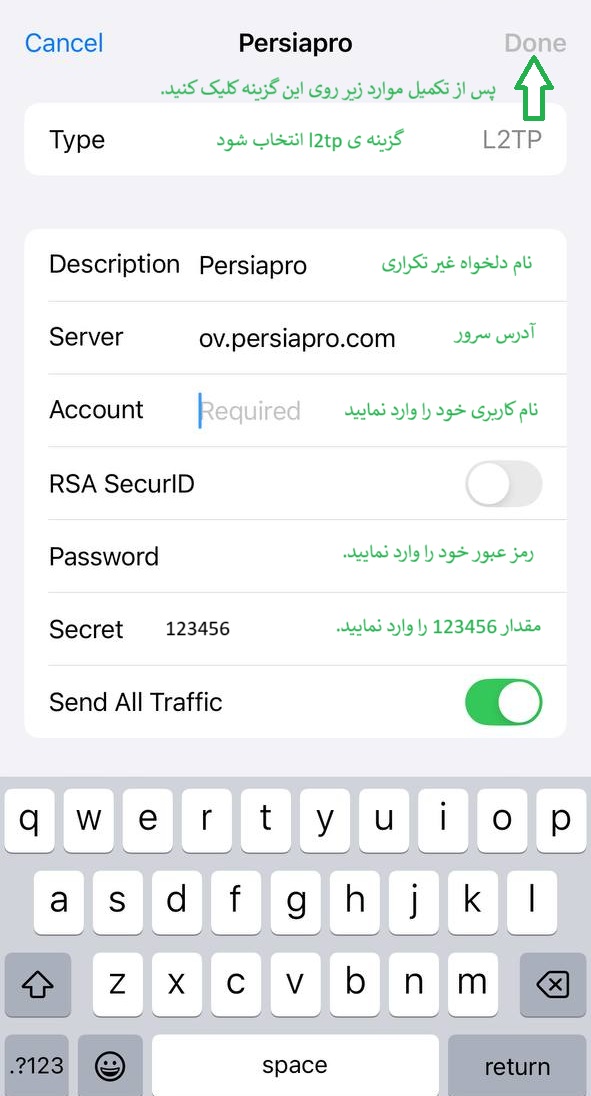 Cancel Persiapro Done
پس از تکمیل موارد زیر روی این گزینه کلیک کنید.
Type گزینه ی l2tp انتخاب شود L2TP
Description Persiapro نام دلخواه غیر تکراری
Server ov.persiapro.com آدرس سرور
Account Required نام کاربری خود را وارد نمایید
RSA SecurID
Password رمز عبور خود را وارد نمایید.
Secret 123456 مقدار 123456 را وارد نمایید.
Send All Traffic
q w e r t y u i o p
a s d f g h j k l
z x c v b n m
.?123 space return